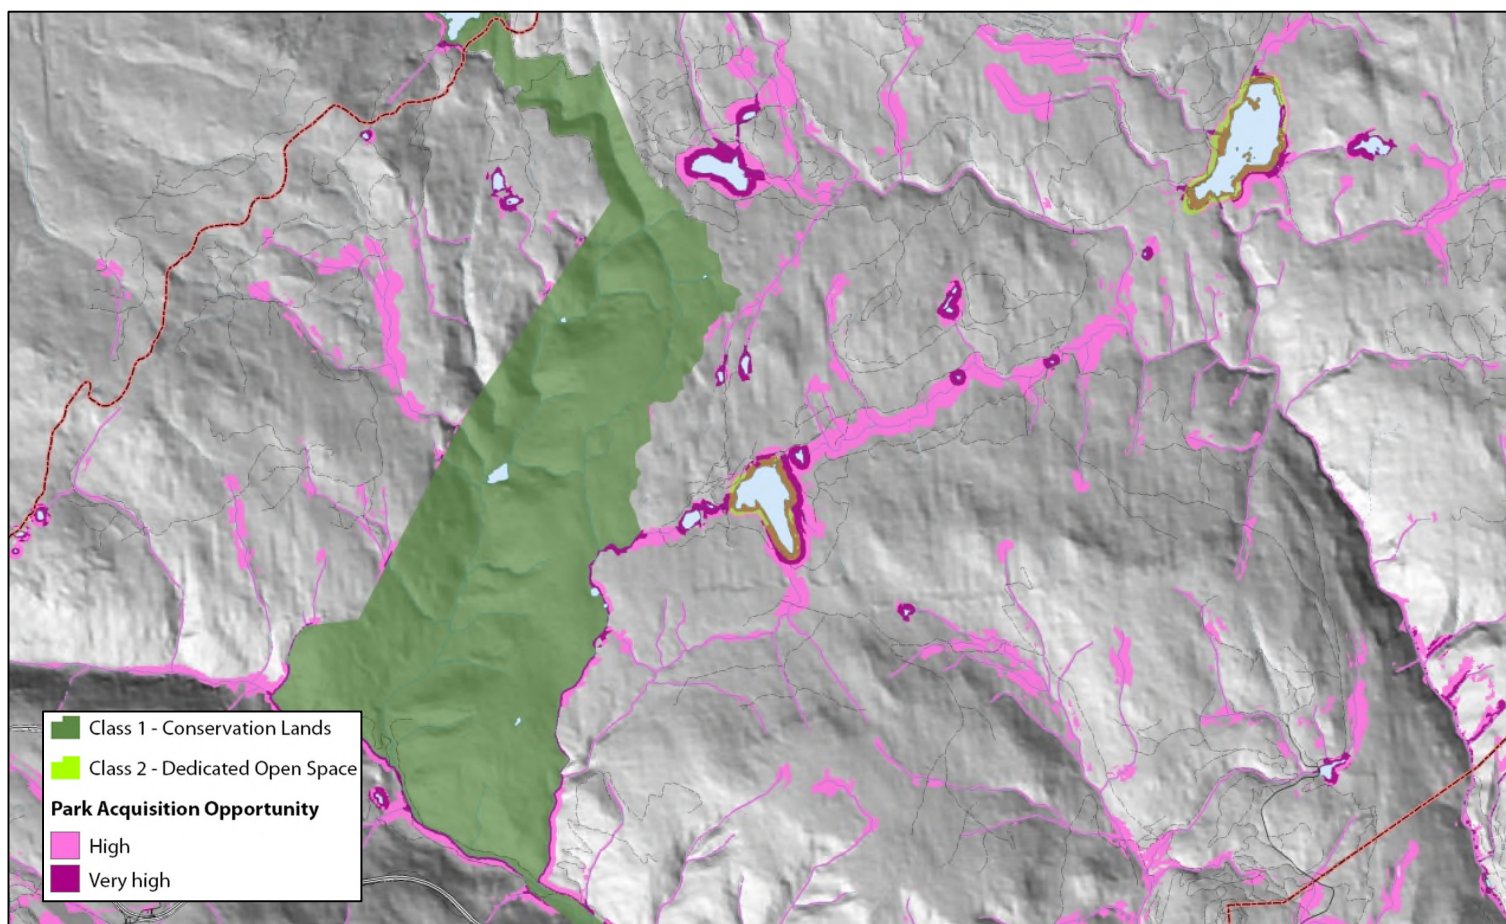 Class 1 - Conservation Lands
Class 2 - Dedicated Open Space
Park Acquisition Opportunity
High
Very high